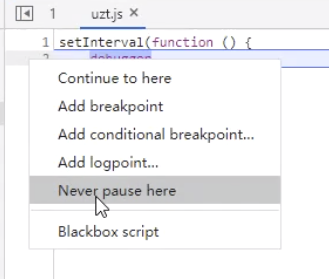 1 uzt.js ×
1 setInterval(function () {
2 debugger
Continue to here
Add breakpoint
Add conditional breakpoint...
Add logpoint...
Never pause here
Blackbox script